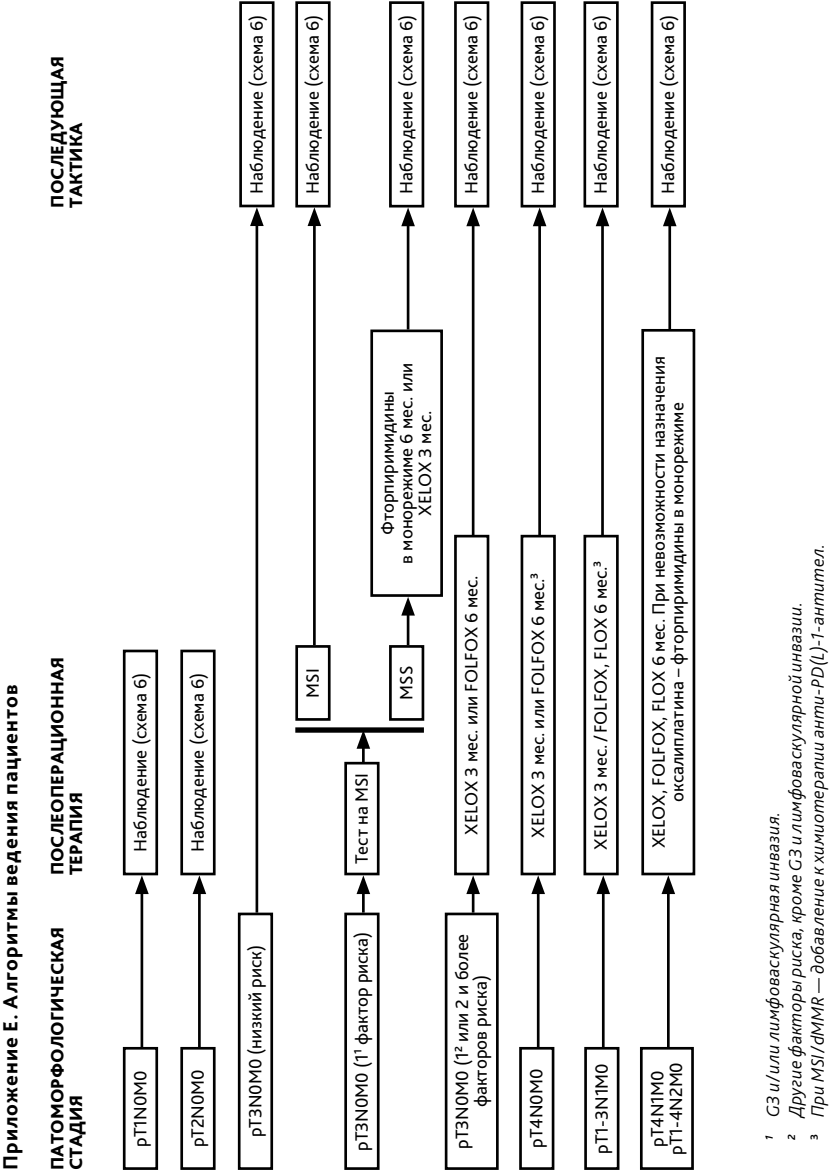 Приложение Е. Алгоритмы ведения пациентов
ПАТОМОРФОЛОГИЧЕСКАЯ
СТАДИЯ
ПОСЛЕОПЕРАЦИОННАЯ
ТЕРАПИЯ
ПОСЛЕДУЮЩАЯ
ТАКТИКА
pT1N0M0
Наблюдение (схема 6)
pT2N0M0
Наблюдение (схема 6)
pT3N0M0 (низкий риск)
Наблюдение (схема 6)
pT3N0M0 (1¹ фактор риска)
Тест на MSI
MSI
Наблюдение (схема 6)
MSS
Фторпиримидины
в монорежиме 6 мес. или
XELOX 3 мес.
Наблюдение (схема 6)
pT3N0M0 (1² или 2 и более
факторов риска)
XELOX 3 мес. или FOLFOX 6 мес.
Наблюдение (схема 6)
pT4N0M0
XELOX 3 мес. или FOLFOX 6 мес.³
Наблюдение (схема 6)
pT1-3N1M0
XELOX 3 мес. / FOLFOX, FLOX 6 мес.³
Наблюдение (схема 6)
pT4N1M0
pT1-4N2M0
XELOX, FOLFOX, FLOX 6 мес. При невозможности назначения
оксалиплатина – фторпиримидины в монорежиме
Наблюдение (схема 6)
¹ G3 и/или лимфоваскулярная инвазия.
² Другие факторы риска, кроме G3 и лимфоваскулярной инвазии.
³ При MSI/dMMR — добавление к химиотерапии анти-PD(L)-1-антител.